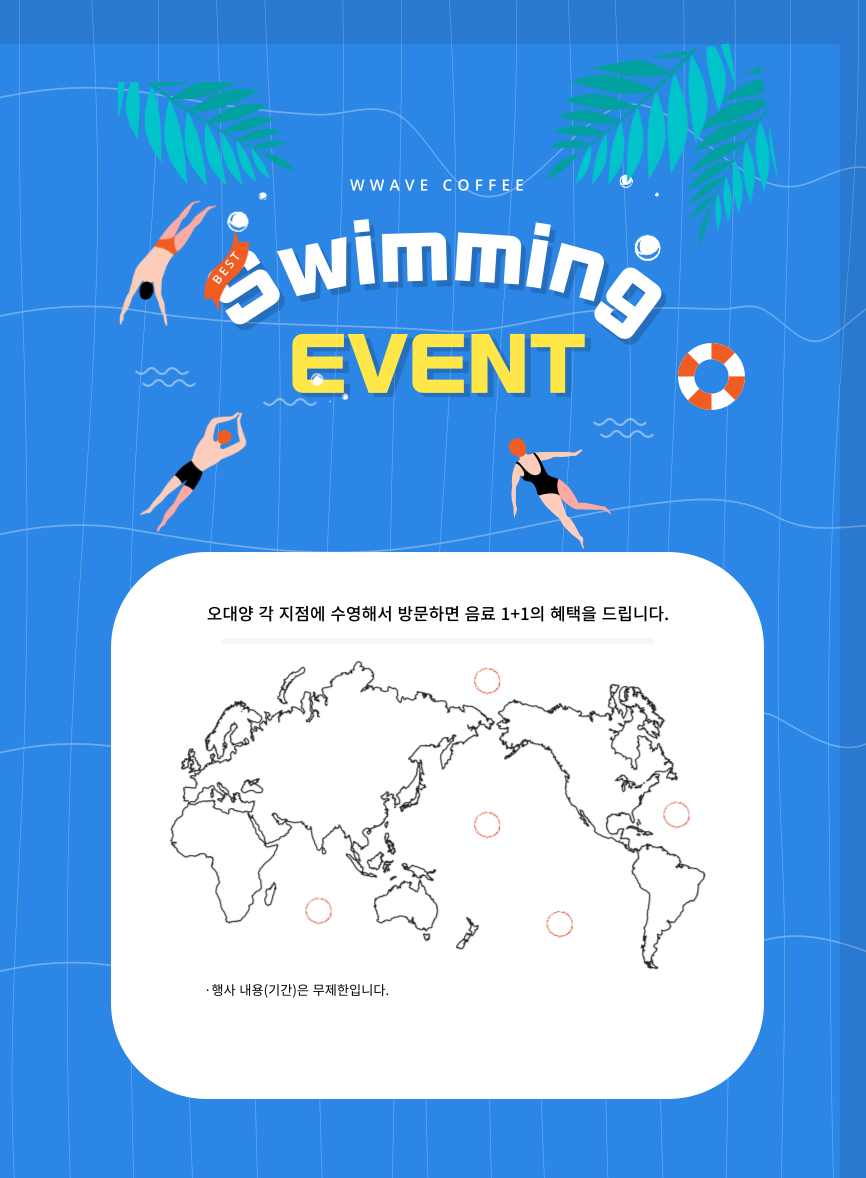 WWAVE COFFEE
BEST
Swimming
EVENT
오대양 각 지점에 수영해서 방문하면 음료 1+1의 혜택을 드립니다.
· 행사 내용(기간)은 무제한입니다.